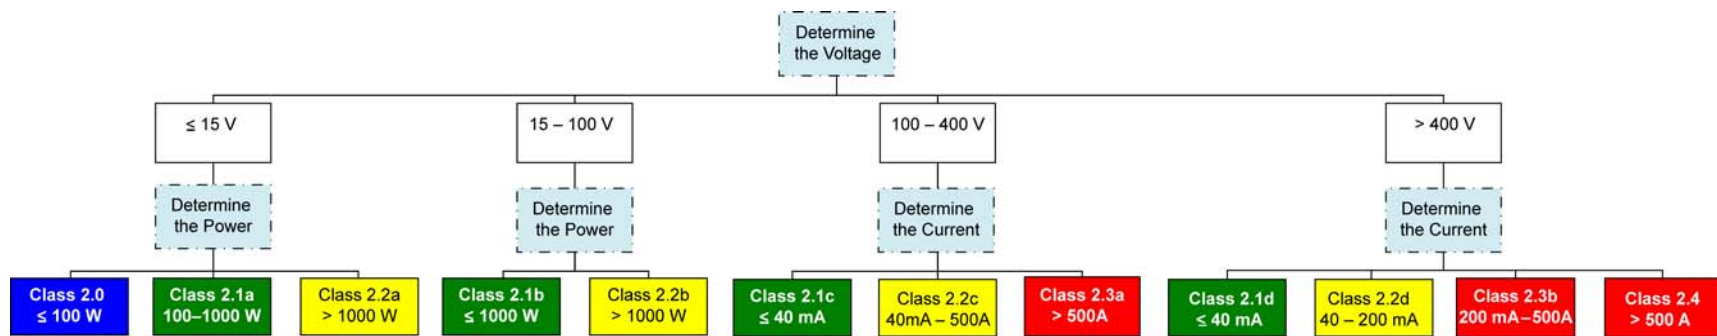 Determine
the Voltage
≤ 15 V
15 – 100 V
100 – 400 V
> 400 V
Determine
the Power
Determine
the Power
Determine
the Current
Determine
the Current
Class 2.0
≤ 100 W
Class 2.1a
100–1000 W
Class 2.2a
> 1000 W
Class 2.1b
≤ 1000 W
Class 2.2b
> 1000 W
Class 2.1c
≤ 40 mA
Class 2.2c
40mA – 500A
Class 2.3a
> 500A
Class 2.1d
≤ 40 mA
Class 2.2d
40 – 200 mA
Class 2.3b
200 mA–500A
Class 2.4
> 500 A